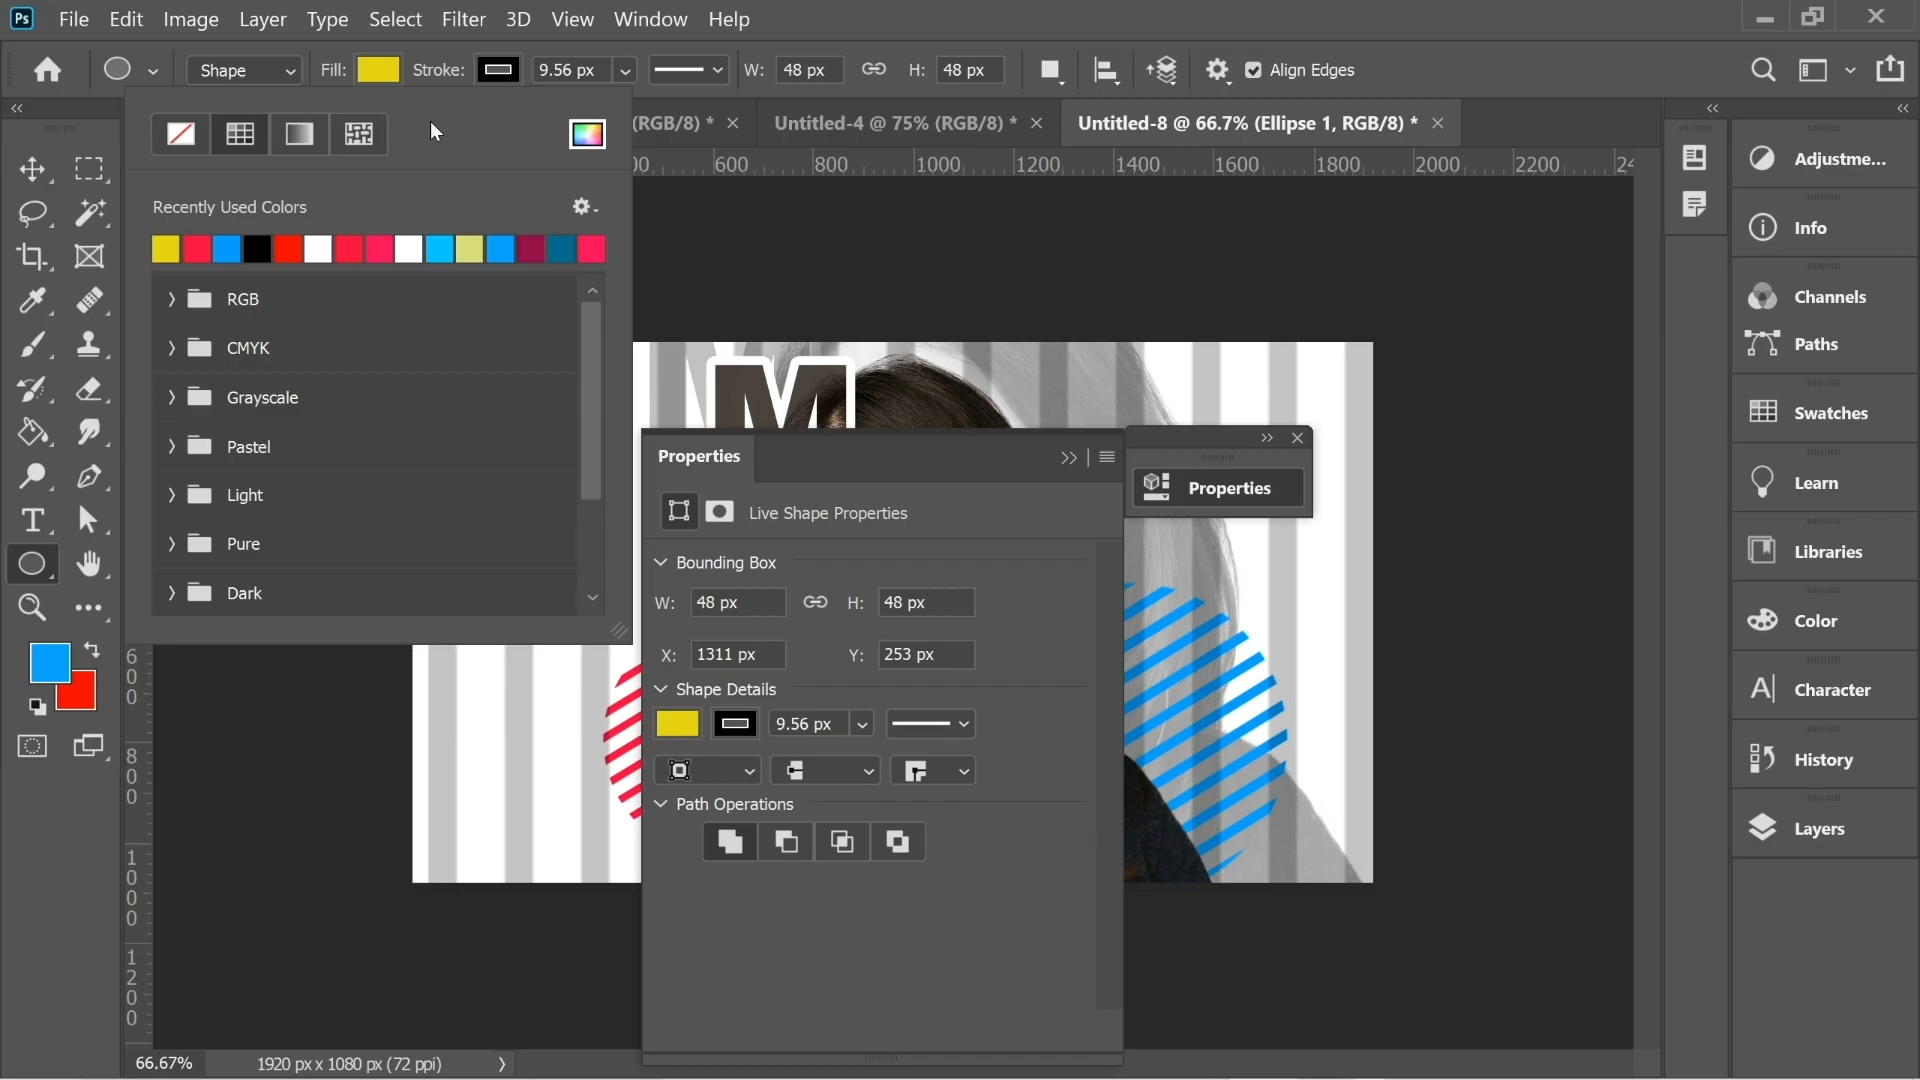 Ps File Edit Image Layer Type Select Filter 3D View Window Help
Shape Fill: Stroke: 9.56 px W: 48 px H: 48 px Align Edges
(RGB/8) * Untitled-4 @ 75% (RGB/8) * Untitled-8 @ 66.7% (Ellipse 1, RGB/8) *
600 800 1000 1200 1400 1600 1800 2000 2200
Recently Used Colors
RGB
CMYK
Grayscale
Pastel
Light
Pure
Dark
M
Properties
Live Shape Properties
Bounding Box
W: 48 px H: 48 px
X: 1311 px Y: 253 px
Shape Details
9.56 px
Path Operations
Properties
Adjustme...
Info
Channels
Paths
Swatches
Learn
Libraries
Color
Character
History
Layers
600
800
1000
1200
66.67% 1920 px x 1080 px (72 ppi)